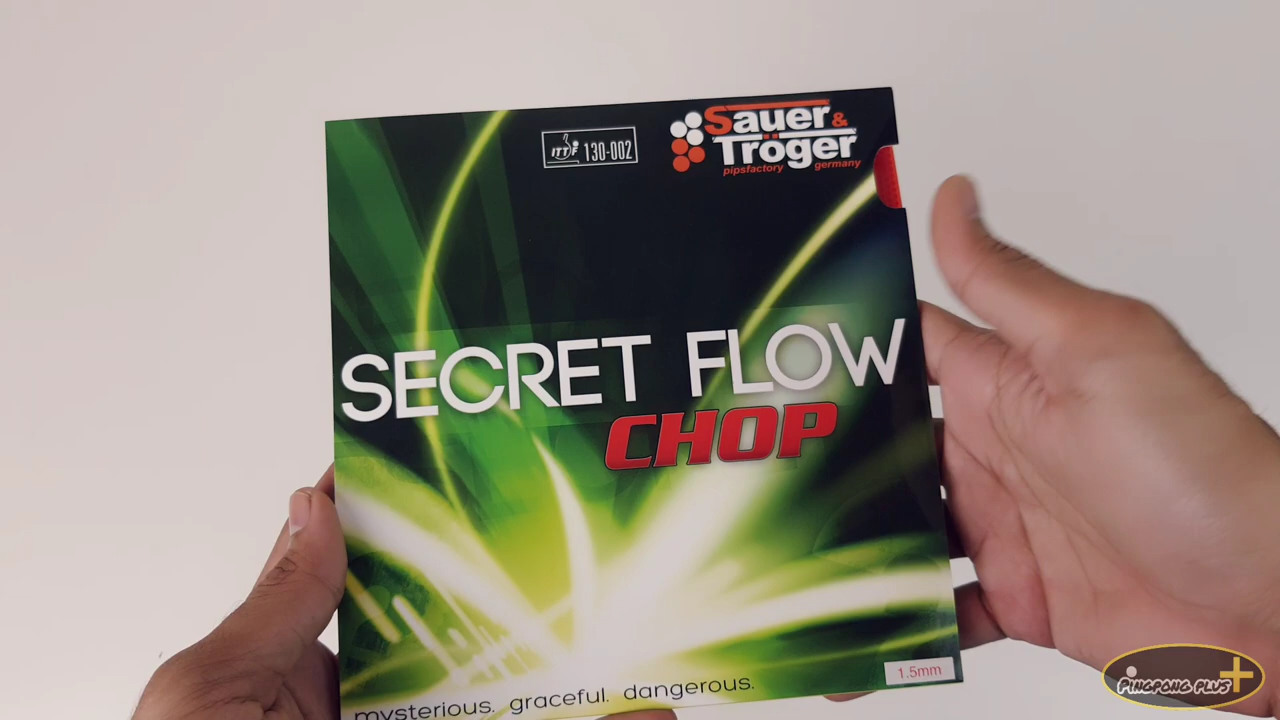 ITTF 130-002
Sauer &
Tröger
pipsfactory germany
SECRET FLOW
CHOP
mysterious. graceful. dangerous.
1.5mm
PiNGPONG PLUS